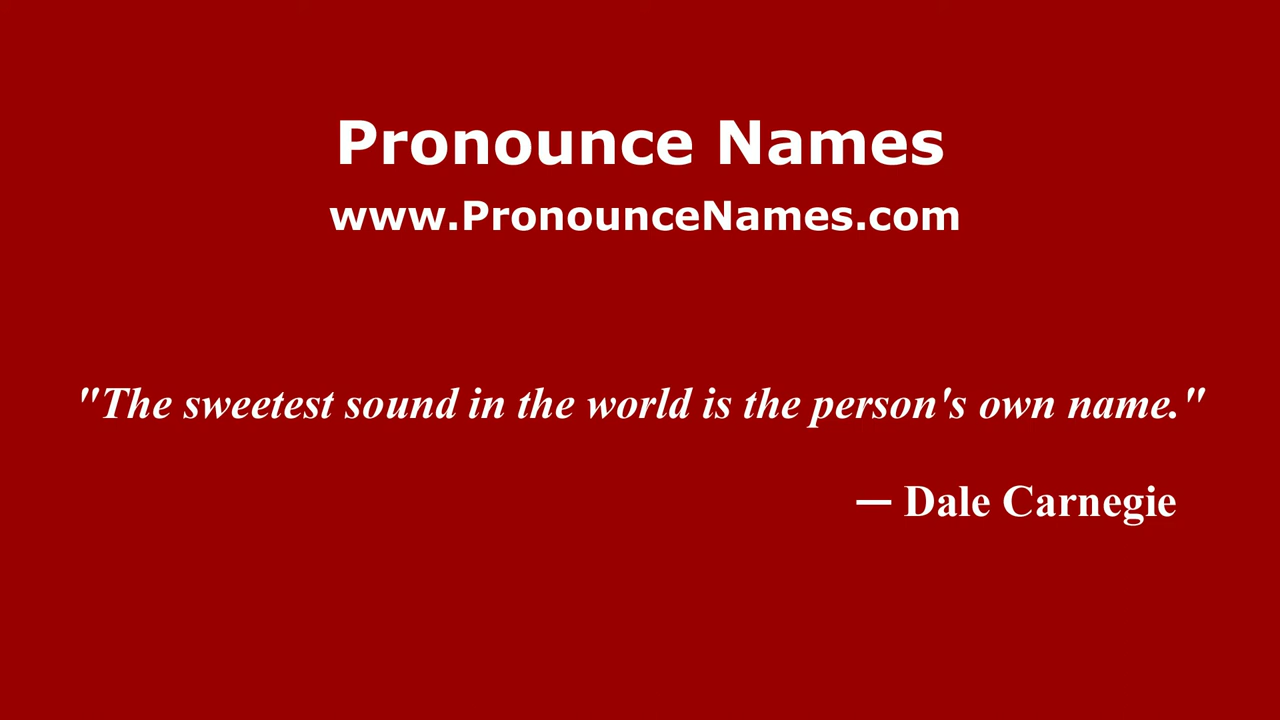 Pronounce Names
www.PronounceNames.com
"The sweetest sound in the world is the person's own name."
— Dale Carnegie